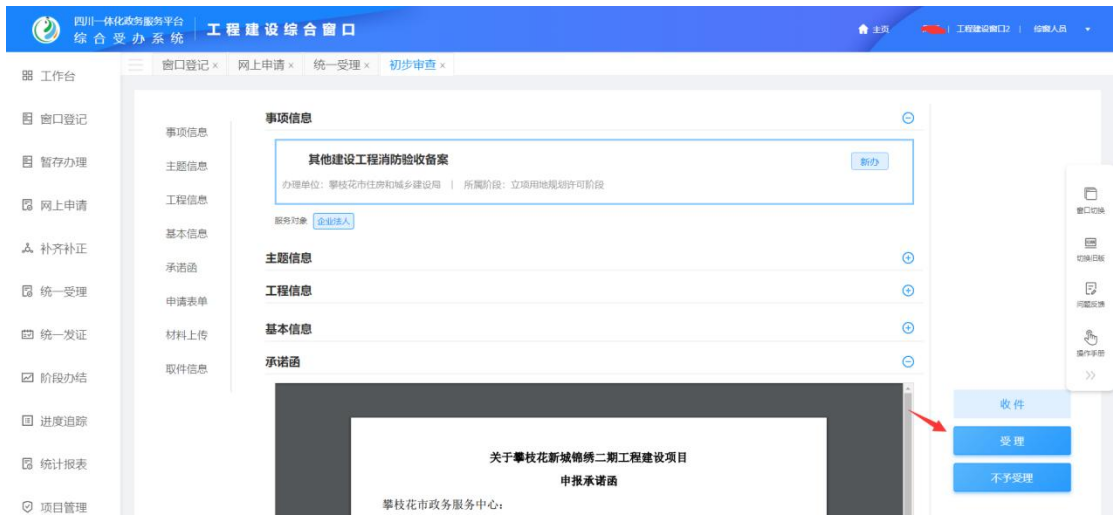 四川一体化政务服务平台
综合受办系统
工程建设综合窗口
主页
工程建设窗口2 | 综窗人员
工作台
窗口登记 × 网上申请 × 统一受理 × 初步审查 ×
窗口登记
暂存办理
网上申请
补齐补正
统一受理
统一发证
阶段办结
进度追踪
统计报表
项目管理
事项信息
主题信息
工程信息
基本信息
承诺函
申请表单
材料上传
取件信息
事项信息
其他建设工程消防验收备案
新办
办理单位：攀枝花市住房和城乡建设局 | 所属阶段：立项用地规划许可阶段
服务对象 企业法人
主题信息
工程信息
基本信息
承诺函
关于攀枝花新城锦绣二期工程建设项目
申报承诺函
攀枝花市政务服务中心：
窗口切换
切换旧板
问题反馈
操作手册
收件
受理
不予受理